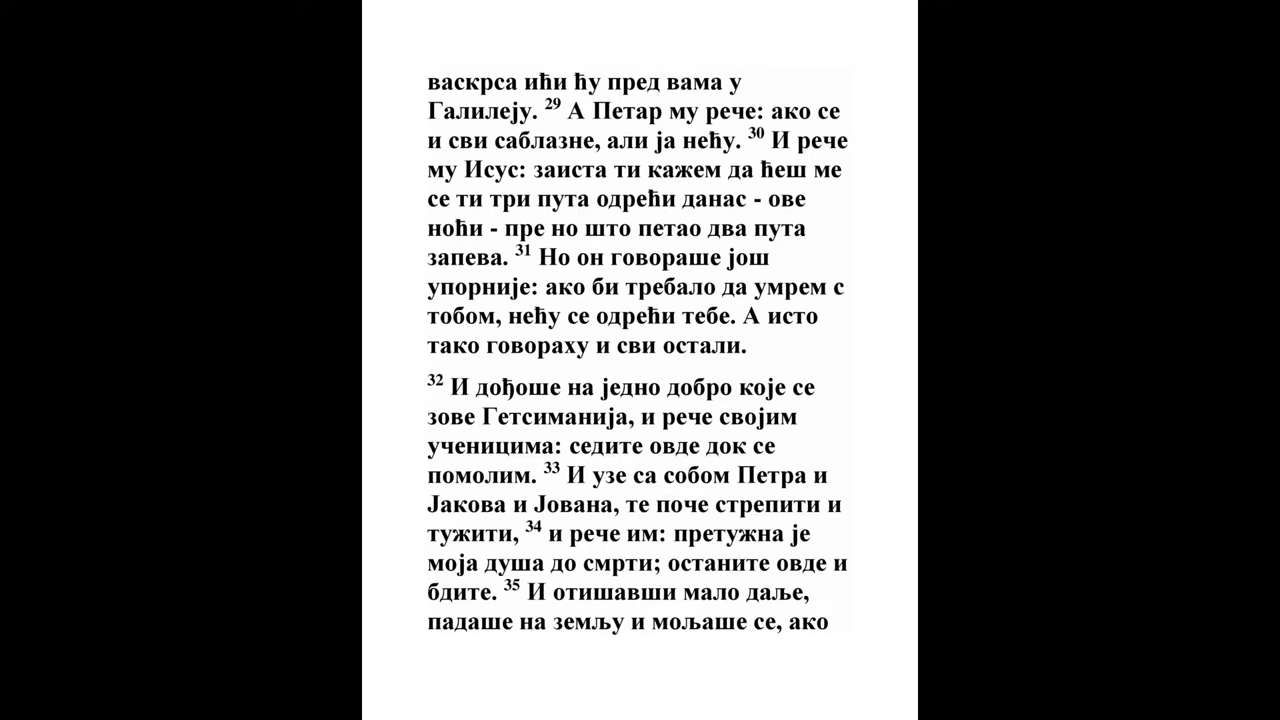 васкрса ићи ћу пред вама у
Галилеју. 29 А Петар му рече: ако се
и сви саблазне, али ја нећу. 30 И рече
му Исус: заиста ти кажем да ћеш ме
се ти три пута одрећи данас - ове
ноћи - пре но што петао два пута
запева. 31 Но он говораше још
упорније: ако би требало да умрем с
тобом, нећу се одрећи тебе. А исто
тако говораху и сви остали.
32 И дођоше на једно добро које се
зове Гетсиманија, и рече својим
ученицима: седите овде док се
помолим. 33 И узе са собом Петра и
Јакова и Јована, те поче стрепити и
тужити, 34 и рече им: претужна је
моја душа до смрти; останите овде и
бдите. 35 И отишавши мало даље,
падаше на земљу и мољаше се, ако